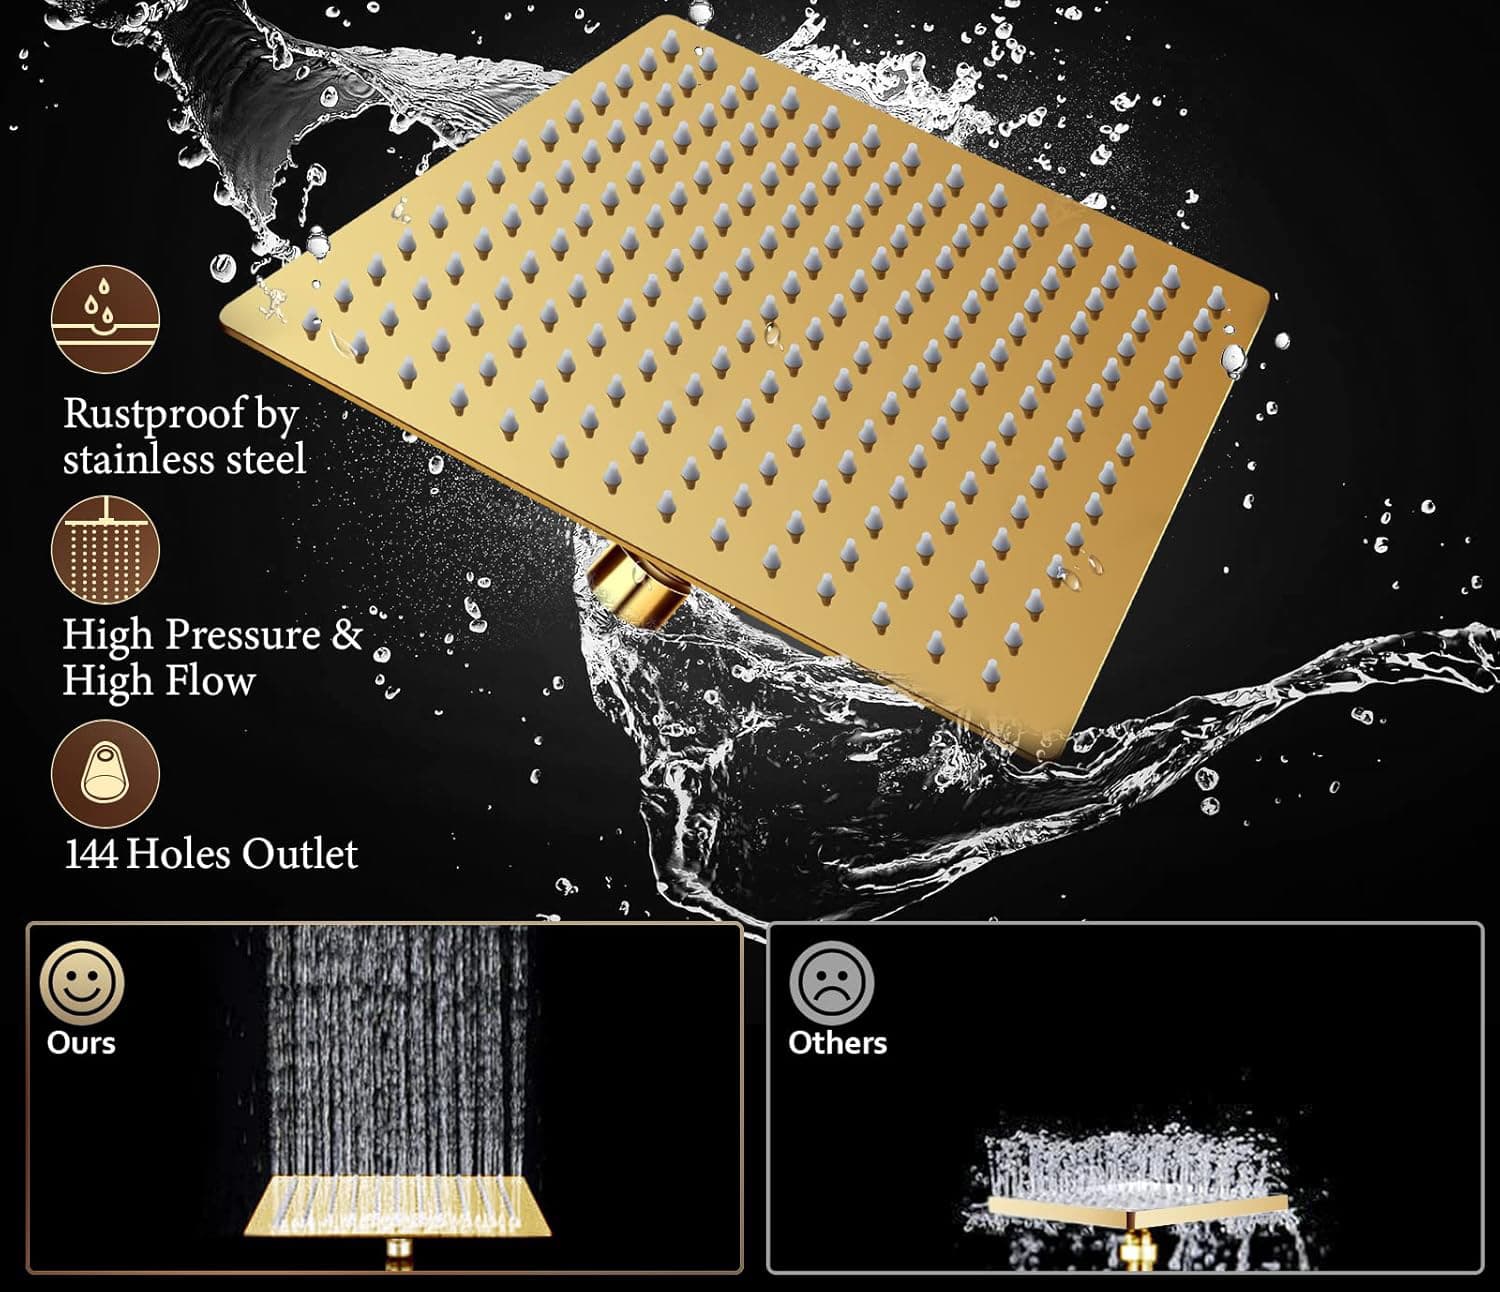 Rustproof by
stainless steel
High Pressure &
High Flow
144 Holes Outlet
Ours
Others